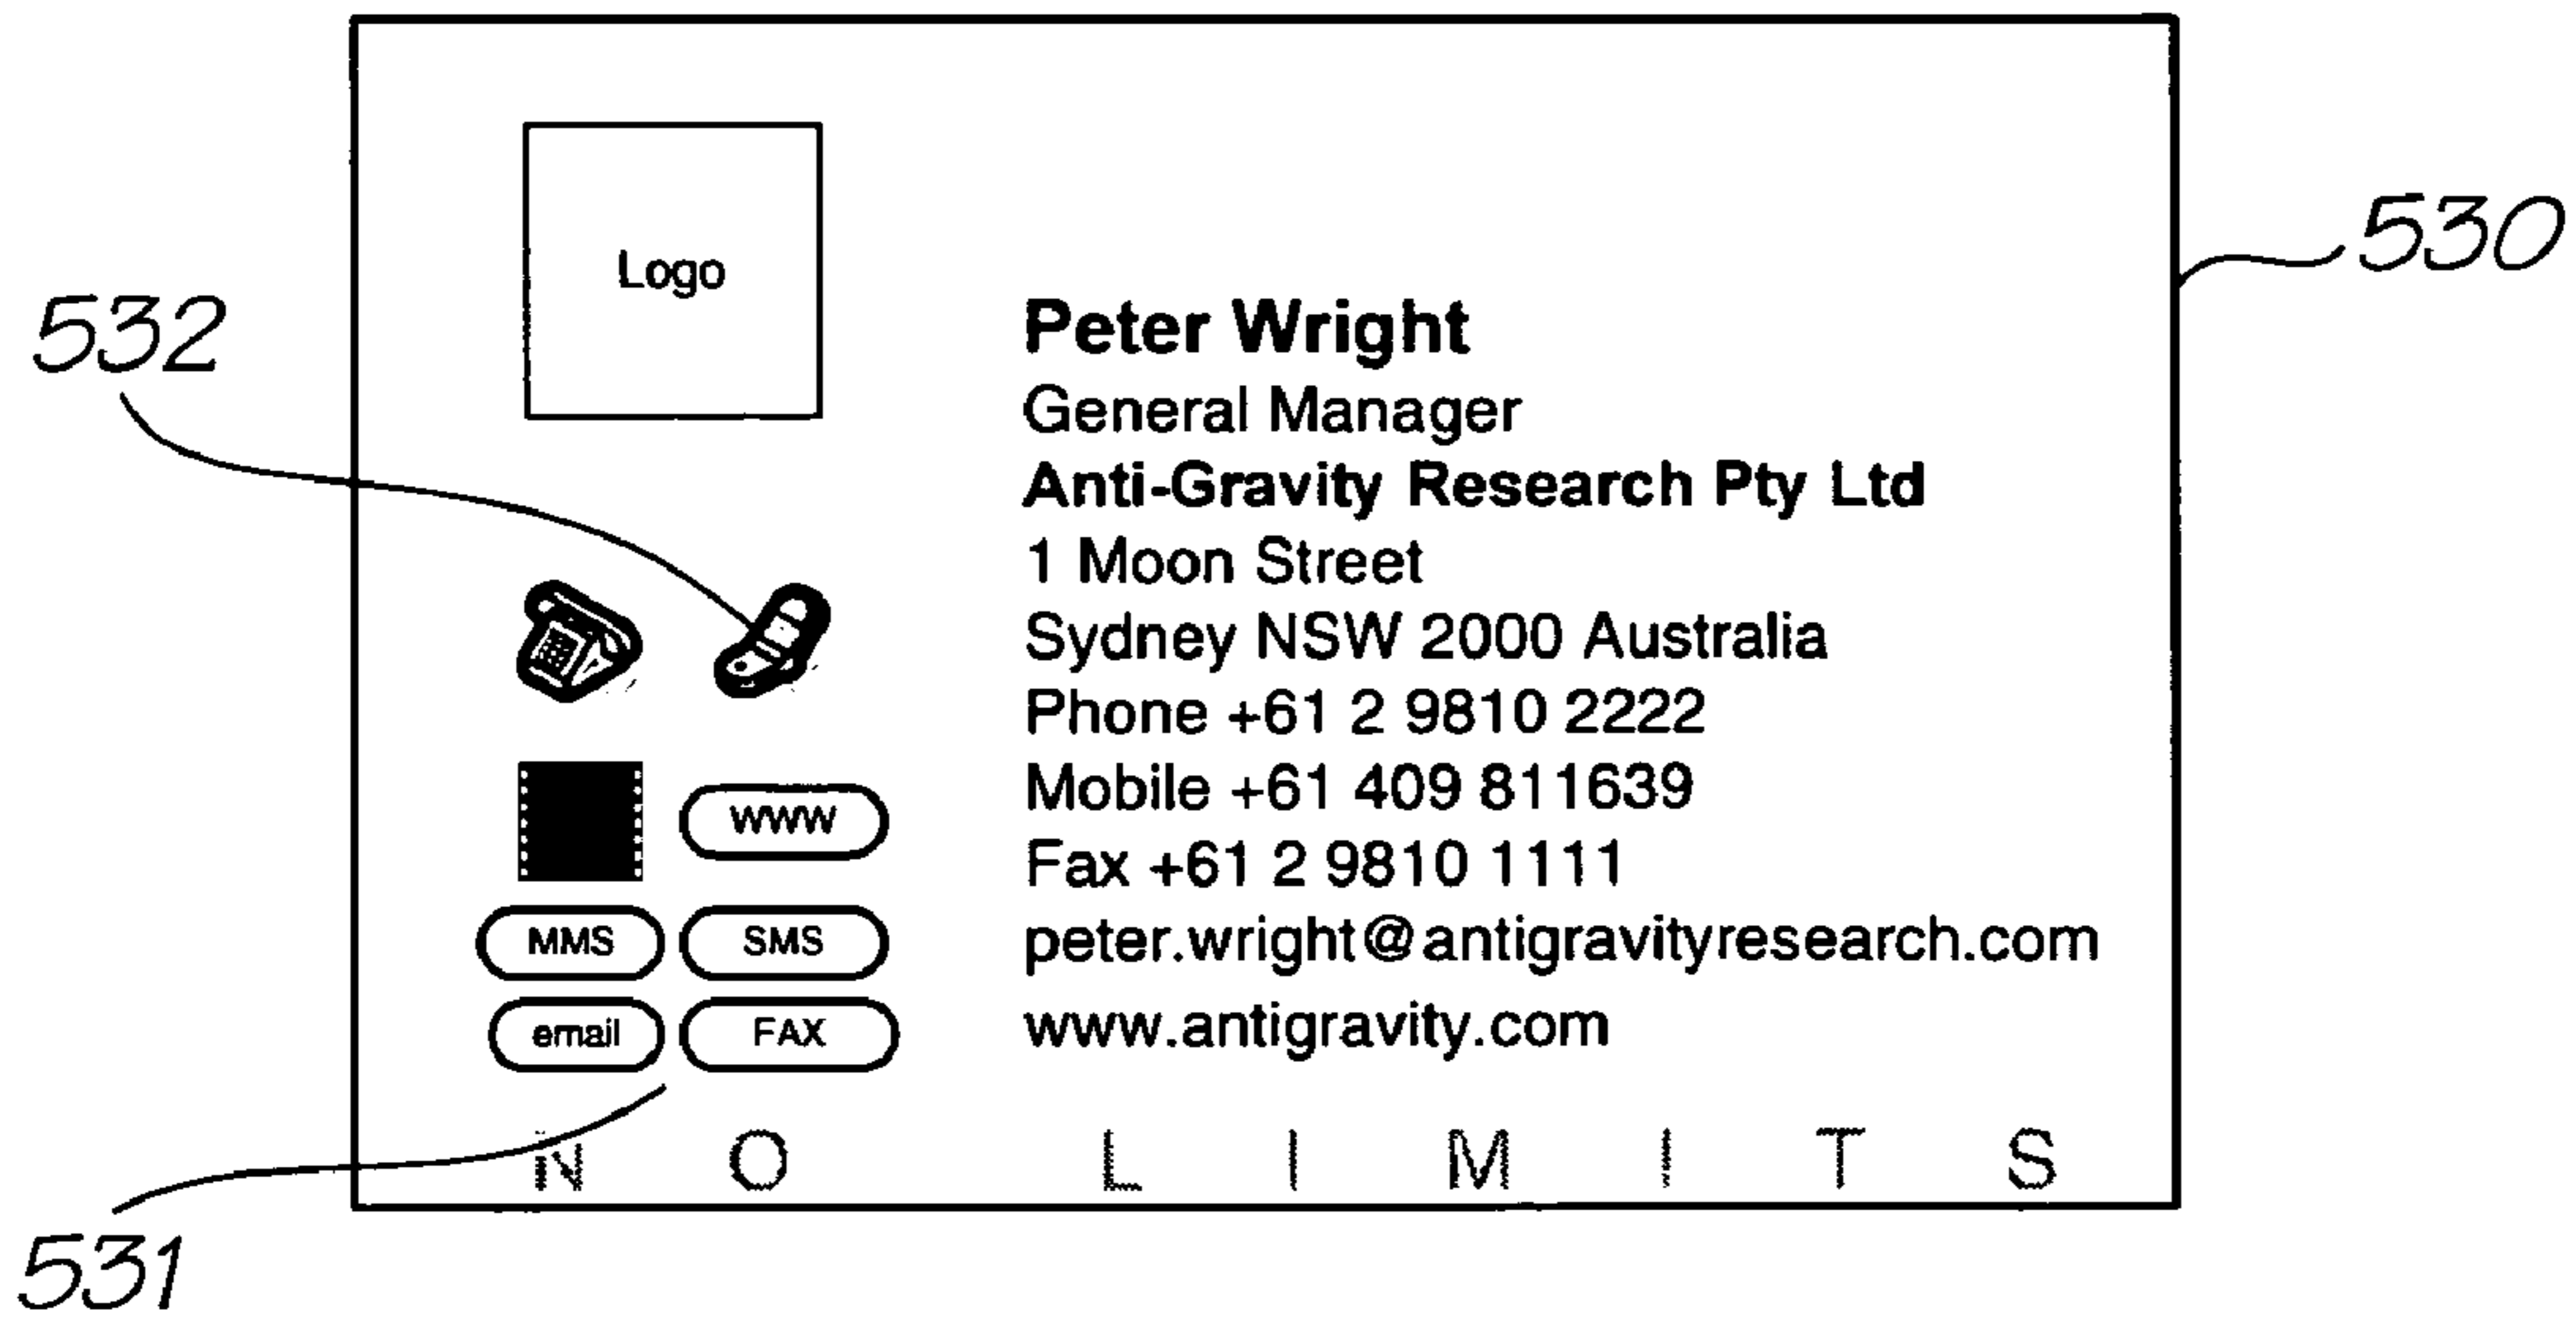 530
Logo
532
Peter Wright
General Manager
Anti-Gravity Research Pty Ltd
1 Moon Street
Sydney NSW 2000 Australia
Phone +61 2 9810 2222
Mobile +61 409 811639
Fax +61 2 9810 1111
peter.wright@antigravityresearch.com
www.antigravity.com
WWW
MMS SMS
email FAX
NO LIMITS
531